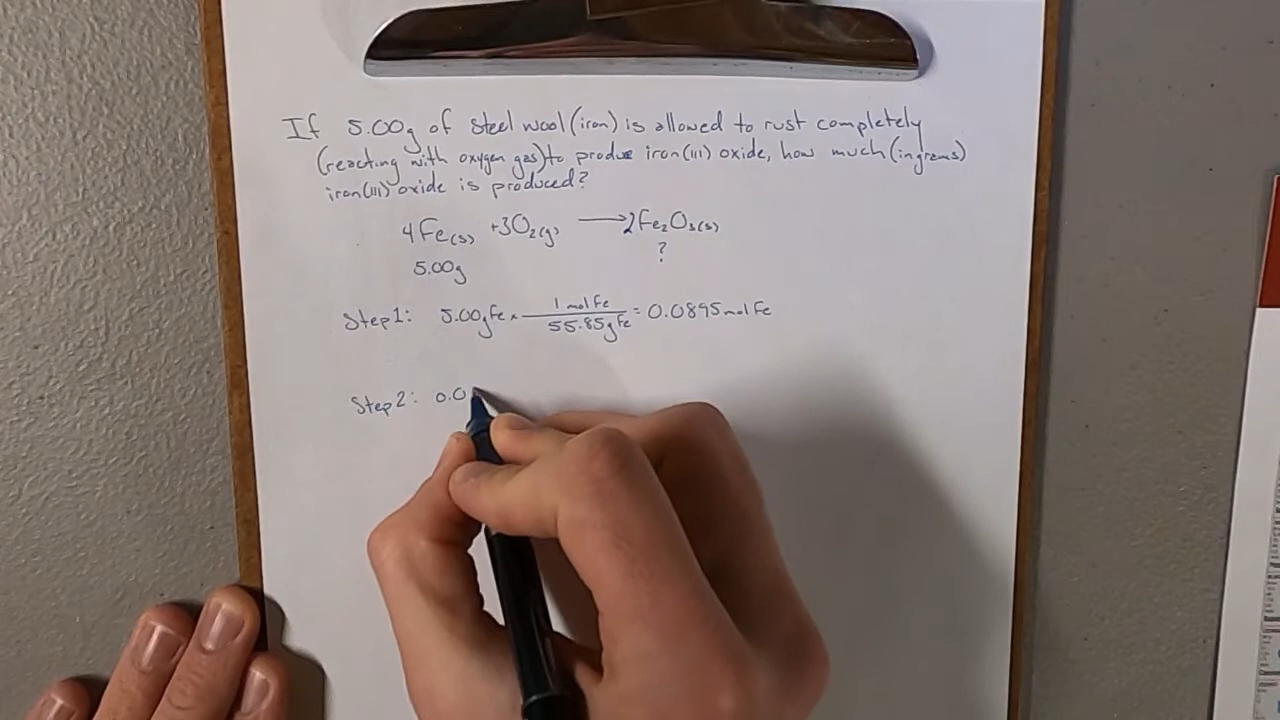 If 5.00g of steel wool (iron) is allowed to rust completely
(reacting with oxygen gas) to produce iron(III) oxide, how much (in grams)
iron(III) oxide is produced?
4Fe(s) + 3O2(g) → 2Fe2O3(s)
5.00g ?
Step 1: 5.00gFe × 1 mol Fe / 55.85g Fe = 0.0895 mol Fe
Step 2: 0.0